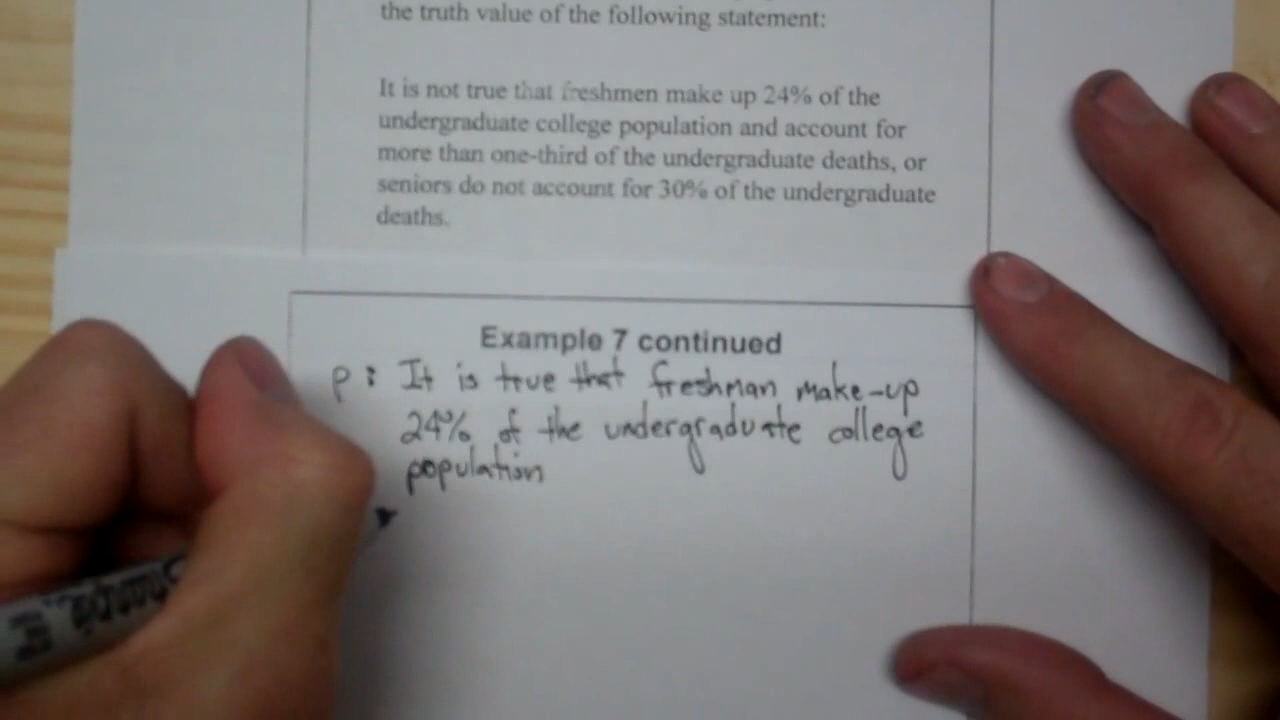 the truth value of the following statement:
It is not true that freshmen make up 24% of the
undergraduate college population and account for
more than one-third of the undergraduate deaths, or
seniors do not account for 30% of the undergraduate
deaths.
Example 7 continued
p : It is true that freshman make-up
24% of the undergraduate college
population
Sharpie